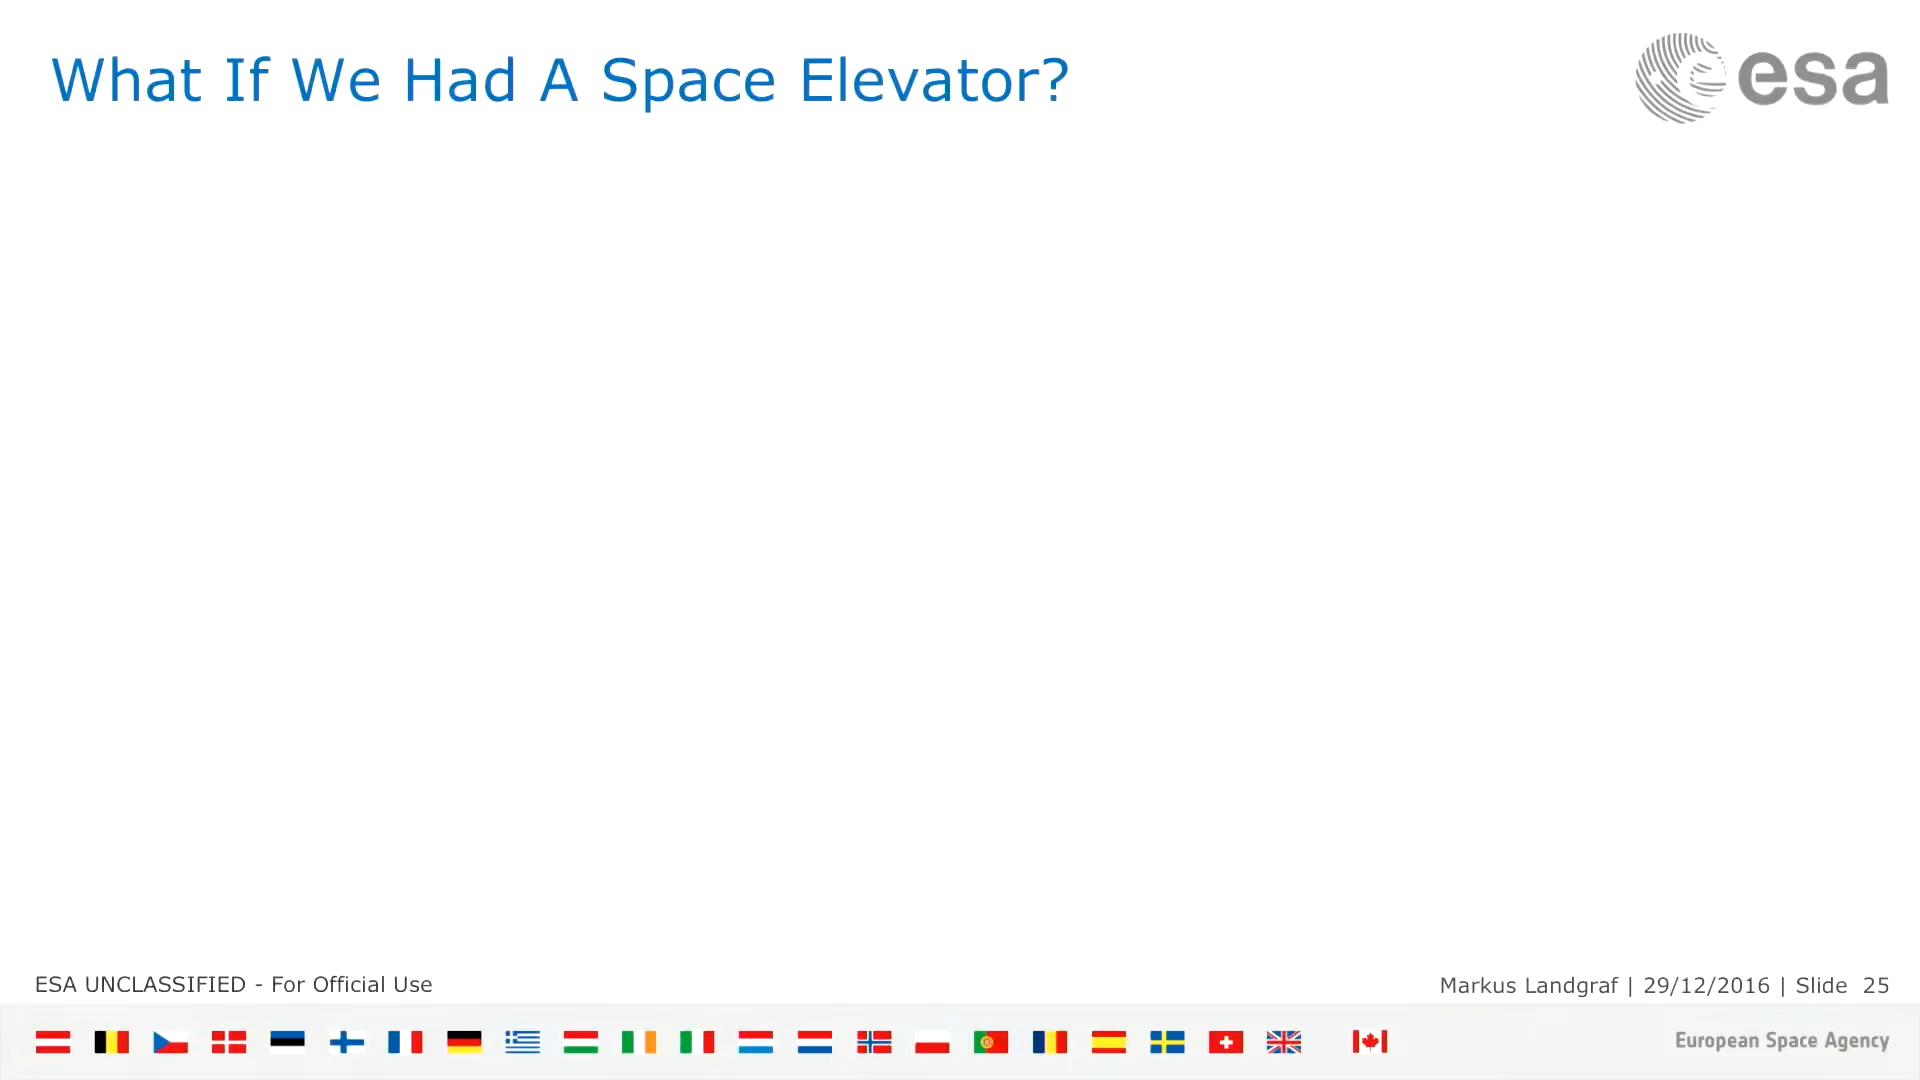 What If We Had A Space Elevator?
esa
ESA UNCLASSIFIED - For Official Use
Markus Landgraf | 29/12/2016 | Slide 25
European Space Agency